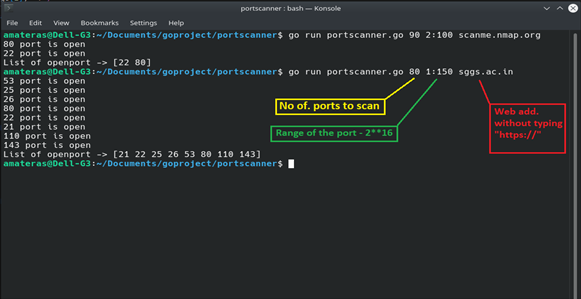 portscanner : bash — Konsole
File Edit View Bookmarks Settings Help
amateras@Dell-G3:~/Documents/goproject/portscanner$ go run portscanner.go 90 2:100 scanme.nmap.org
80 port is open
22 port is open
List of openport -> [22 80]
amateras@Dell-G3:~/Documents/goproject/portscanner$ go run portscanner.go 80 1:150 sggs.ac.in
53 port is open
25 port is open
26 port is open
80 port is open
22 port is open
21 port is open
110 port is open
143 port is open
List of openport -> [21 22 25 26 53 80 110 143]
amateras@Dell-G3:~/Documents/goproject/portscanner$
No of. ports to scan
Range of the port - 2**16
Web add.
without typing
"https://"